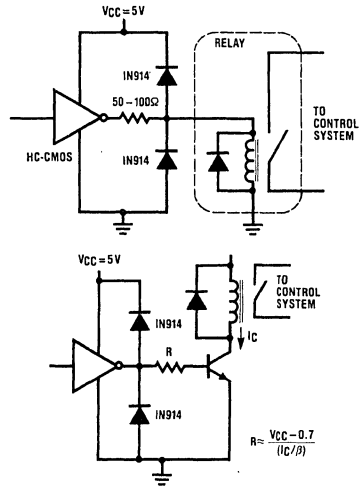 VCC=5V
RELAY
IN914
50-100Ω
HC-CMOS
IN914
TO
CONTROL
SYSTEM
VCC=5V
TO
CONTROL
SYSTEM
IN914
IC
R
IN914
R≈ VCC-0.7
(IC/β)